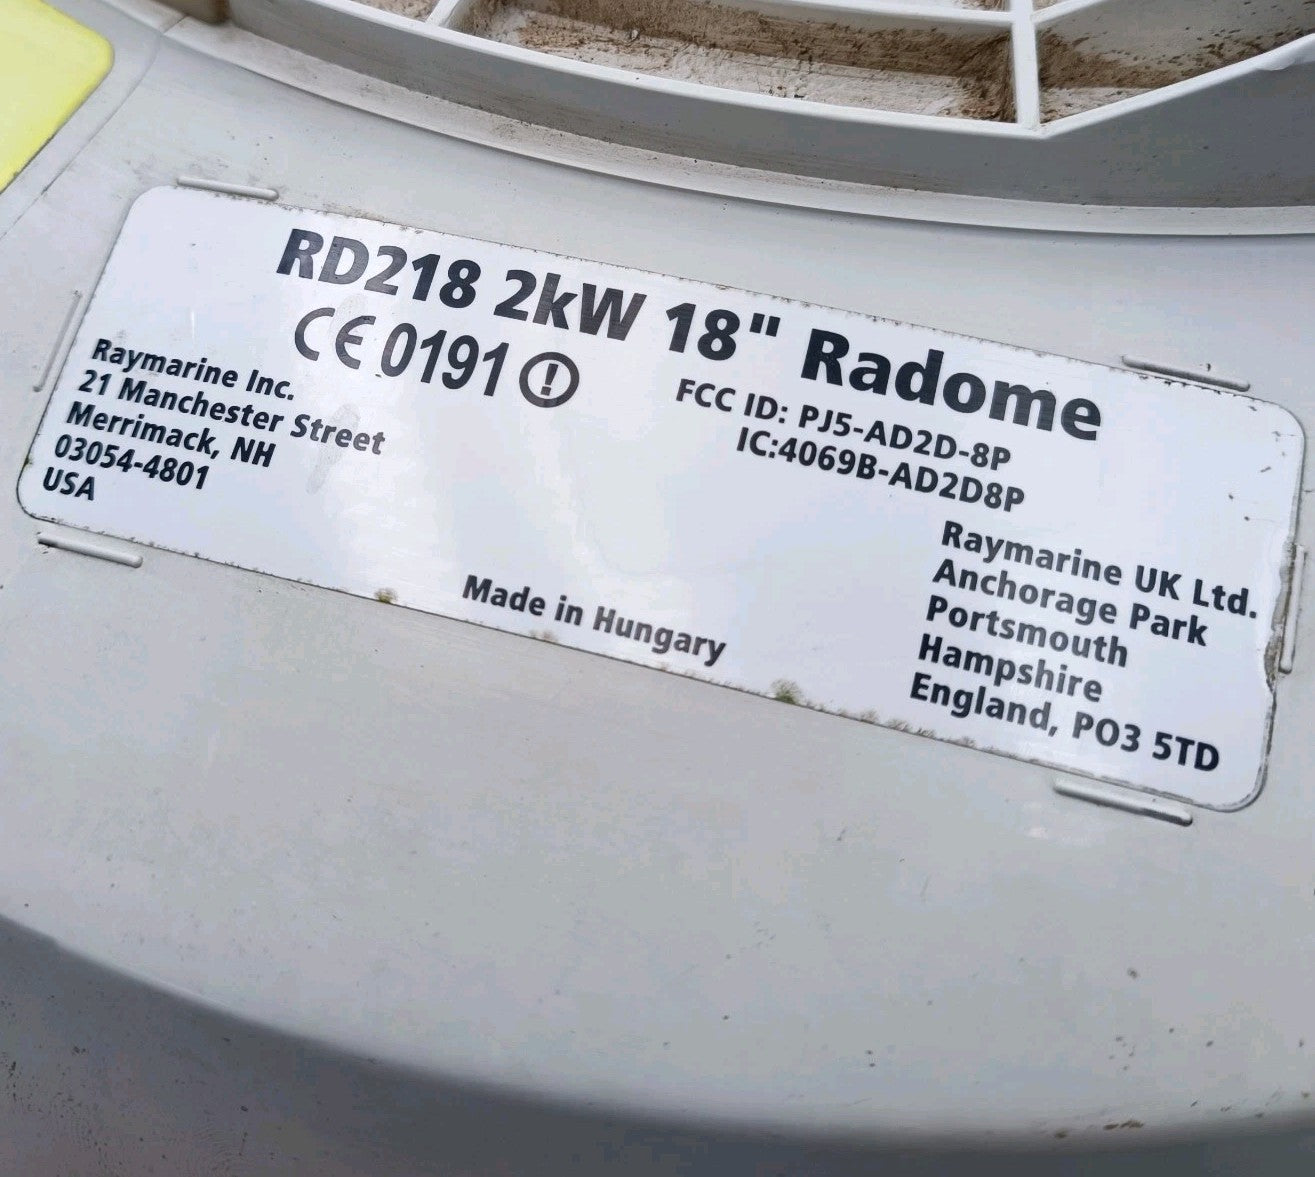 RD218 2kW 18" Radome
CE 0191
FCC ID: PJ5-AD2D-8P
IC:4069B-AD2D8P
Raymarine Inc.
21 Manchester Street
Merrimack, NH
03054-4801
USA
Made in Hungary
Raymarine UK Ltd.
Anchorage Park
Portsmouth
Hampshire
England, PO3 5TD